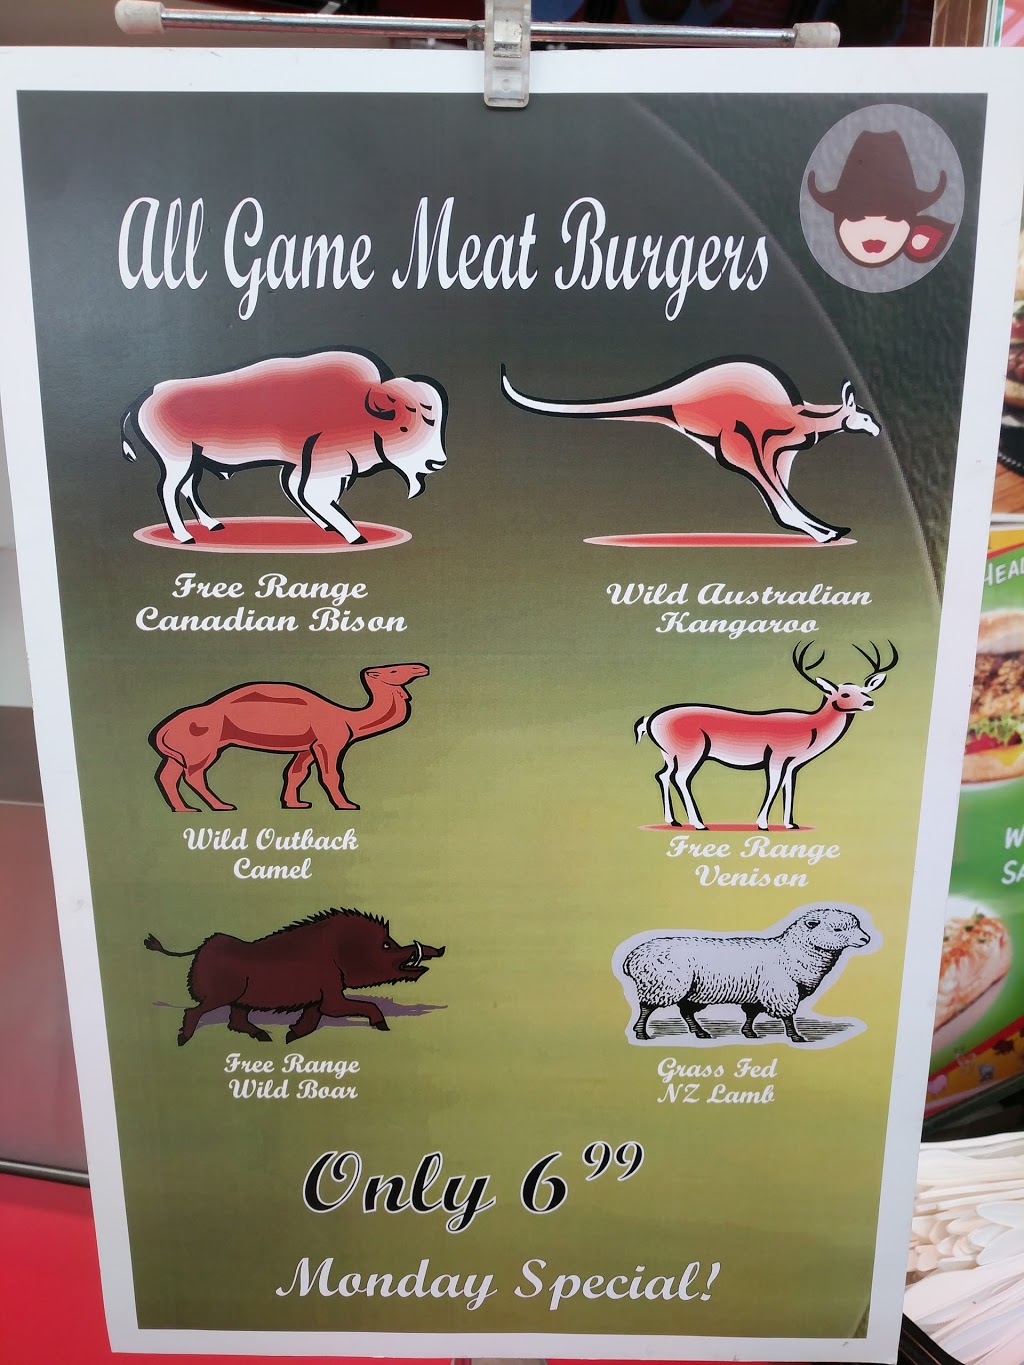 All Game Meat Burgers
Free Range
Canadian Bison
Wild Australian
Kangaroo
Wild Outback
Camel
Free Range
Venison
Free Range
Wild Boar
Grass Fed
NZ Lamb
Only 6⁹⁹
Monday Special!